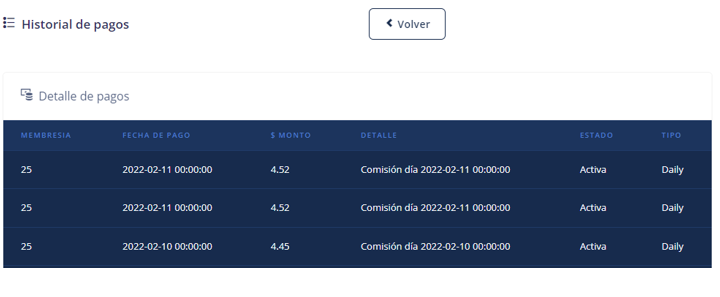 Historial de pagos
Volver
Detalle de pagos
MEMBRESIA FECHA DE PAGO $ MONTO DETALLE ESTADO TIPO
25 2022-02-11 00:00:00 4.52 Comisión día 2022-02-11 00:00:00 Activa Daily
25 2022-02-11 00:00:00 4.52 Comisión día 2022-02-11 00:00:00 Activa Daily
25 2022-02-10 00:00:00 4.45 Comisión día 2022-02-10 00:00:00 Activa Daily